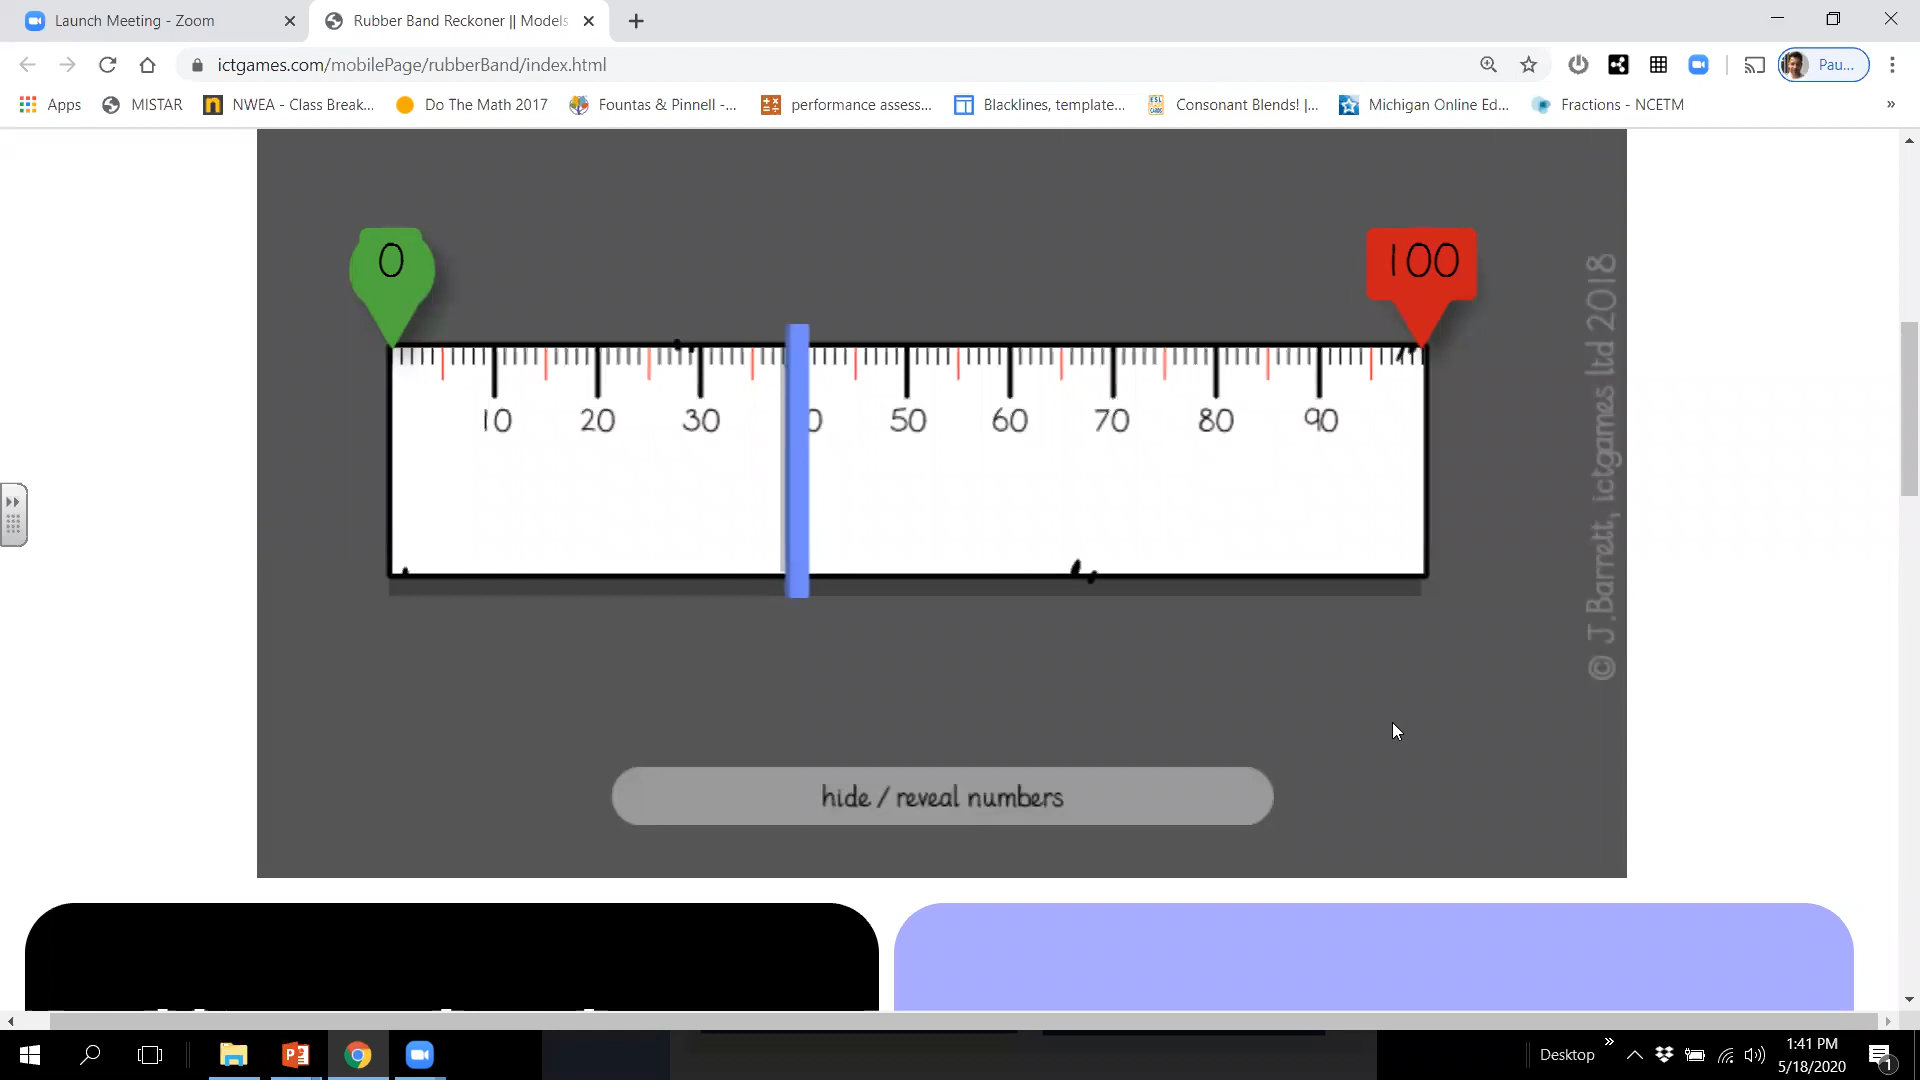 Launch Meeting - Zoom
Rubber Band Reckoner || Models
ictgames.com/mobilePage/rubberBand/index.html
Pau...
Apps
MISTAR
NWEA - Class Break...
Do The Math 2017
Fountas & Pinnell -...
performance assess...
Blacklines, template...
Consonant Blends! |...
Michigan Online Ed...
Fractions - NCETM
»
0
100
10 20 30 0 50 60 70 80 90
© J.Barrett, ictgames ltd 2018
hide / reveal numbers
Desktop
»
1:41 PM
5/18/2020
1